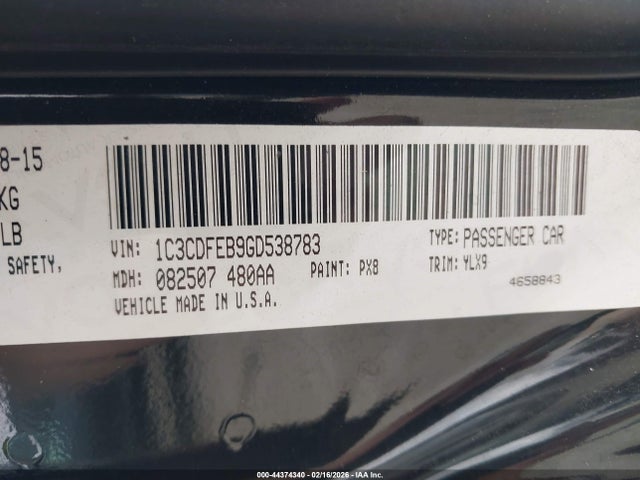 8-15
KG
LB
SAFETY,
VIN: 1C3CDFEB9GD538783
TYPE: PASSENGER CAR
MDH: 082507 480AA
PAINT: PX8
TRIM: YLX9
VEHICLE MADE IN U.S.A.
4658843
000-44374340 - 02/16/2026 - IAA Inc.